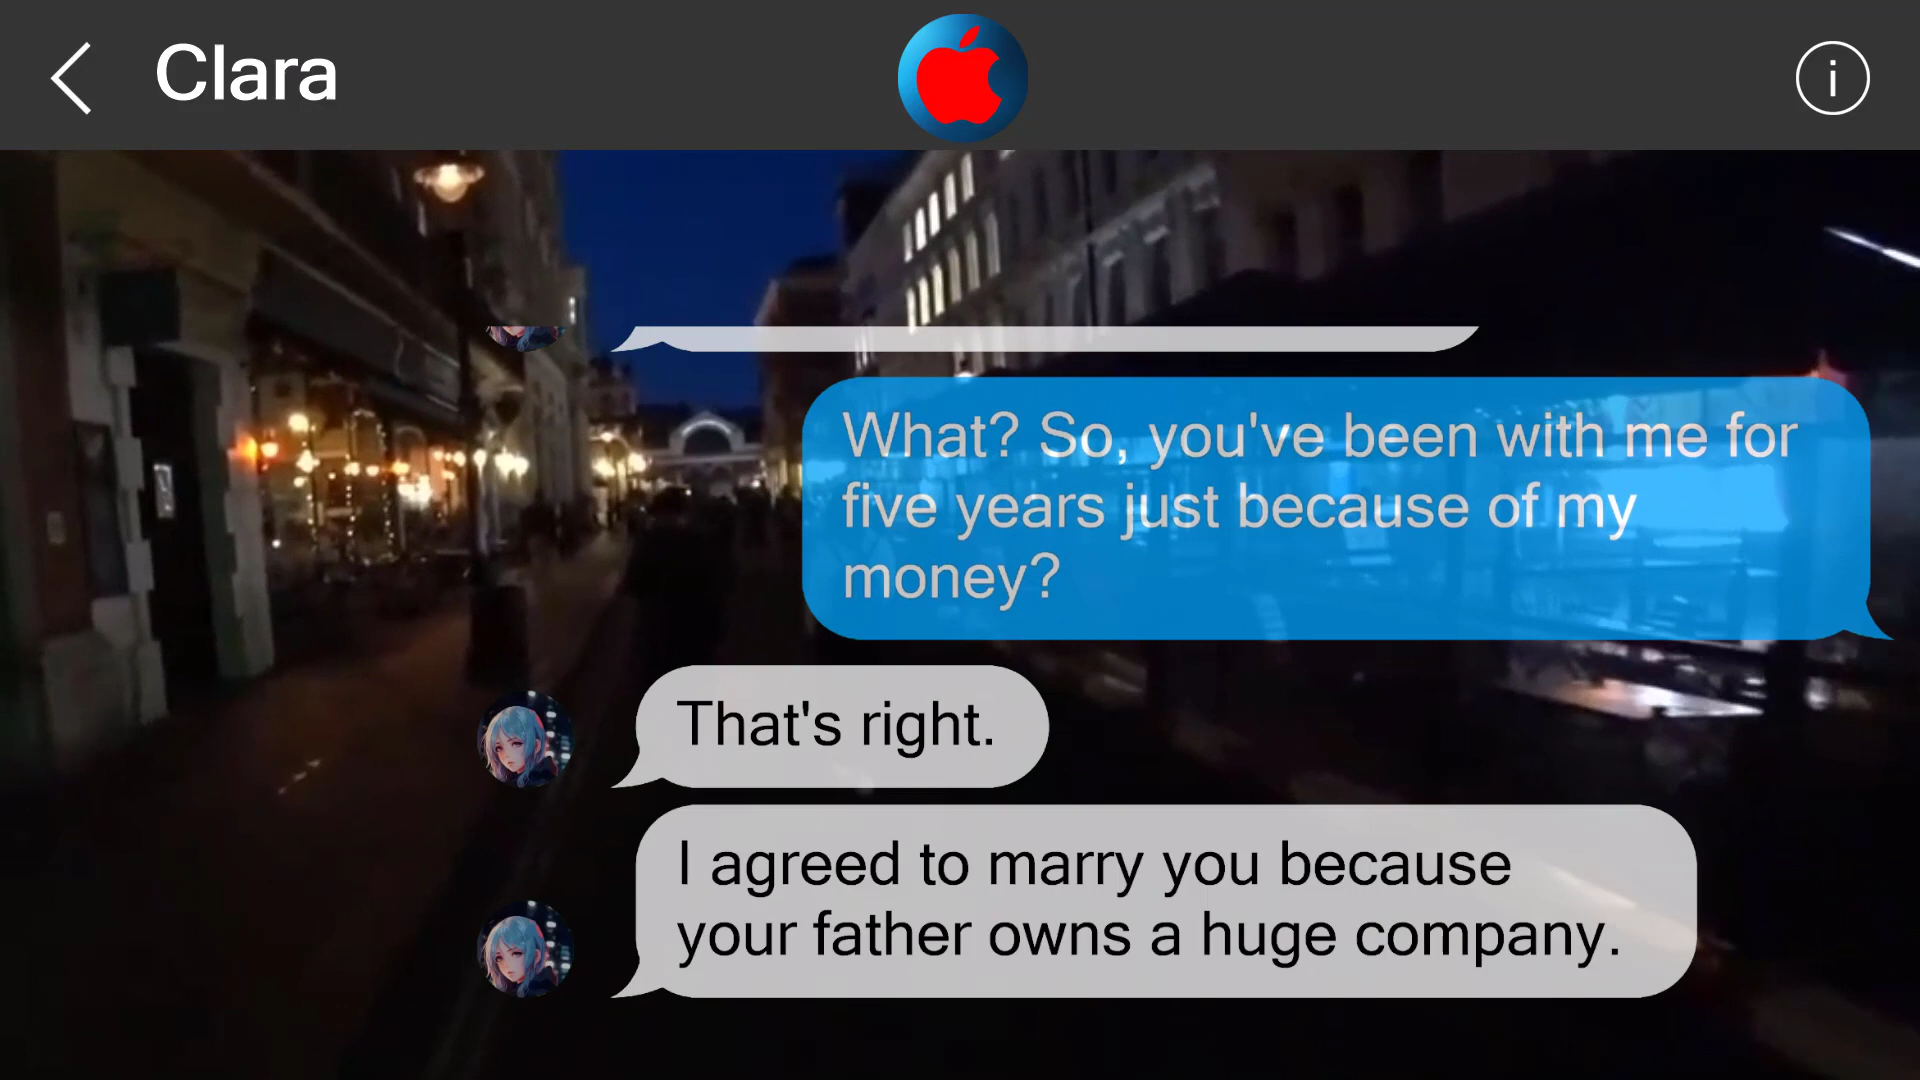 Clara
What? So, you've been with me for
five years just because of my
money?
That's right.
I agreed to marry you because
your father owns a huge company.